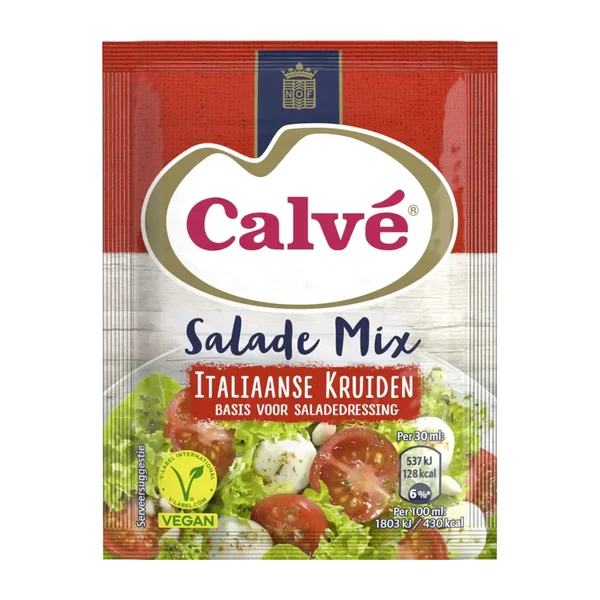 NOF
Calvé®
Salade Mix
ITALIAANSE KRUIDEN
BASIS VOOR SALADEDRESSING
Per 30 ml:
537 kJ
128 kcal
6%*
Per 100 ml:
1803 kJ / 430 kcal
V-LABEL INTERNATIONAL
V-LABEL.COM
VEGAN
Serveersuggestie